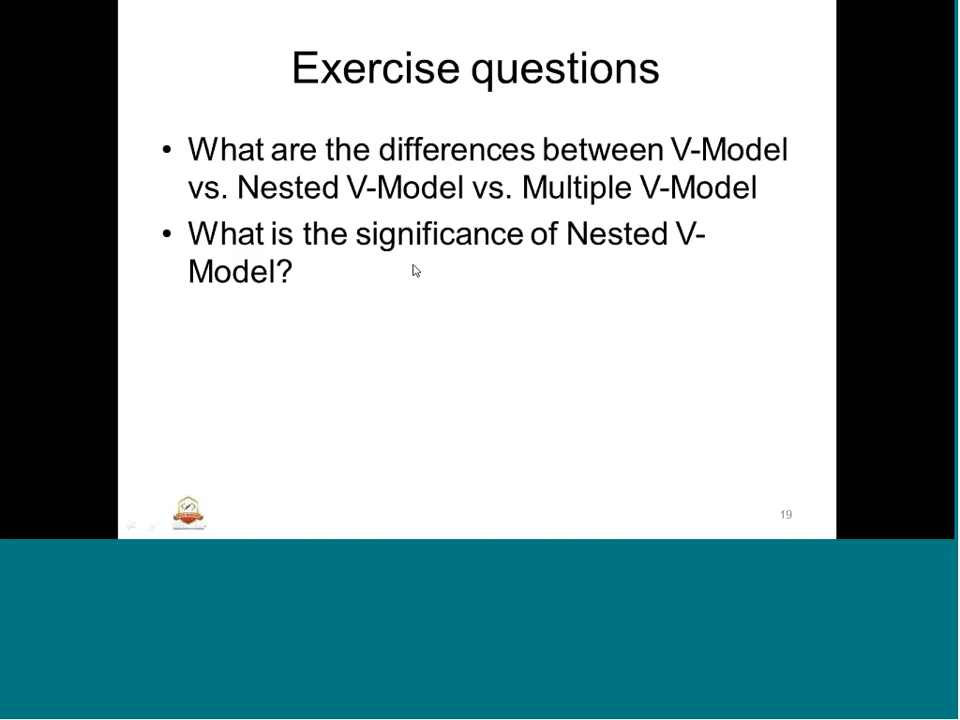 Exercise questions
• What are the differences between V-Model
vs. Nested V-Model vs. Multiple V-Model
• What is the significance of Nested V-
Model?
19